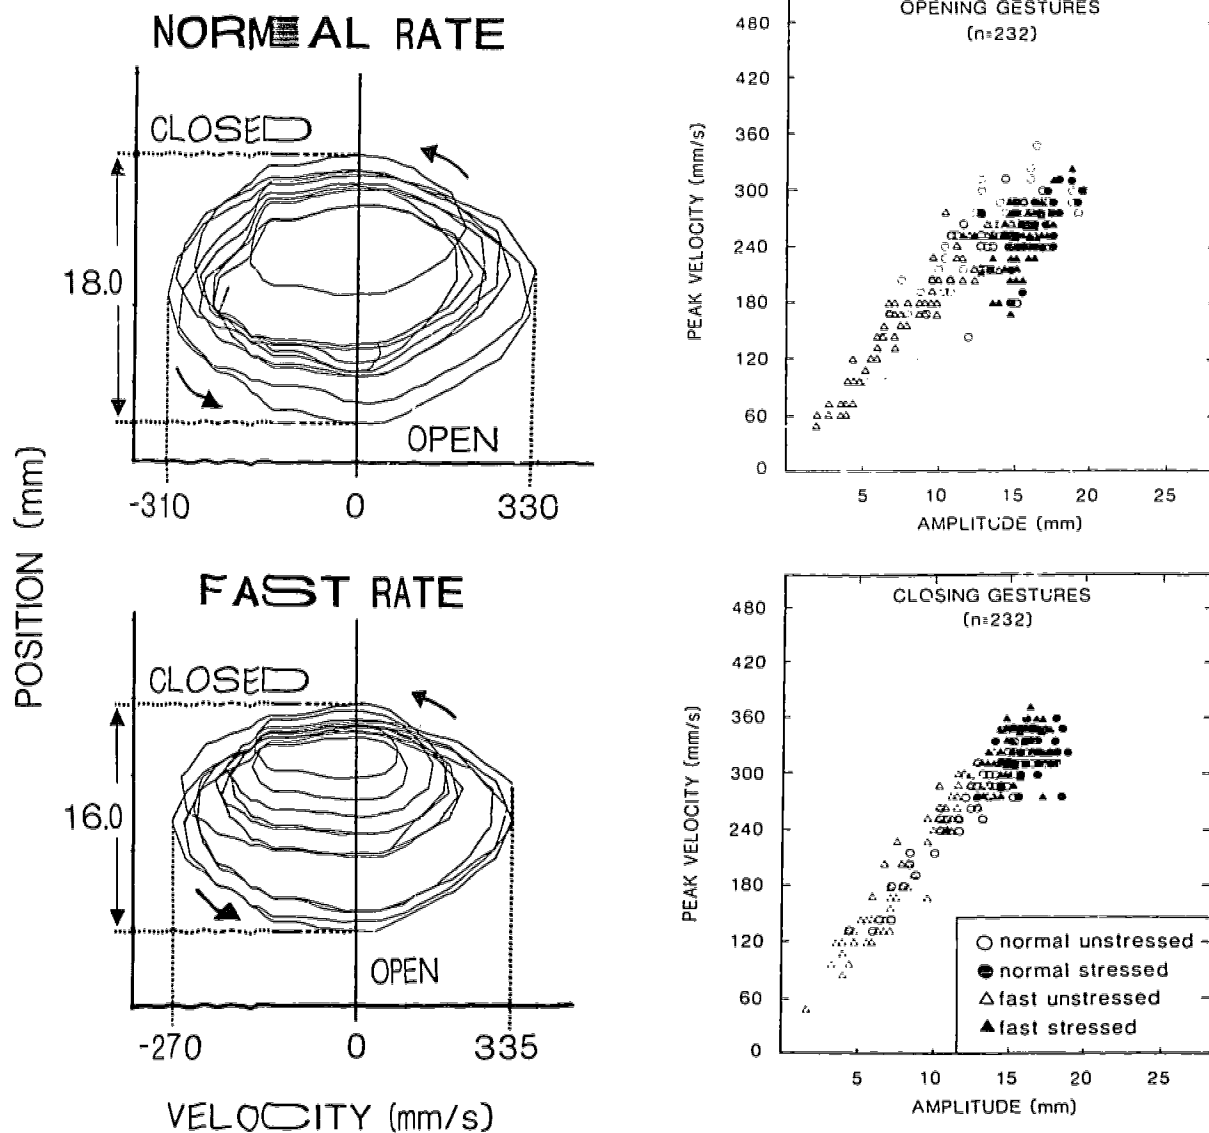 NORMAL RATE
CLOSED
18.0
OPEN
-310 0 330
POSITION (mm)
FAST RATE
CLOSED
16.0
OPEN
-270 0 335
VELOCITY (mm/s)
OPENING GESTURES
(n=232)
480
420
360
300
240
180
120
60
0
PEAK VELOCITY (mm/s)
5 10 15 20 25
AMPLITUDE (mm)
CLOSING GESTURES
(n=232)
480
420
360
300
240
180
120
60
0
PEAK VELOCITY (mm/s)
normal unstressed
normal stressed
fast unstressed
fast stressed
5 10 15 20 25
AMPLITUDE (mm)